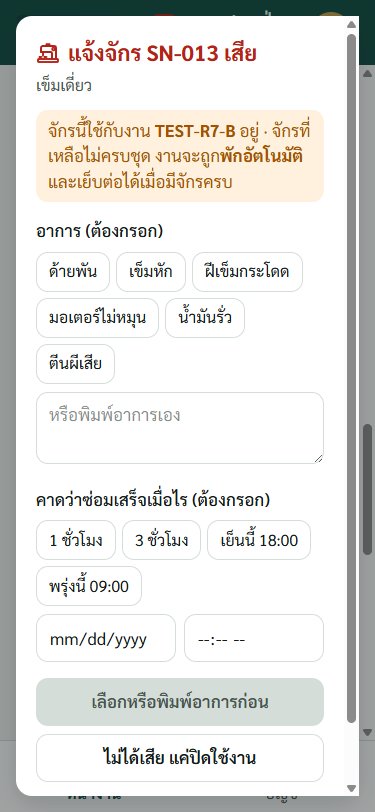 แจ้งจักร SN-013 เสีย
เข็มเดี่ยว
จักรนี้ใช้กับงาน TEST-R7-B อยู่ · จักรที่
เหลือไม่ครบชุด งานจะถูกพักอัตโนมัติ
และเย็บต่อได้เมื่อมีจักรครบ
อาการ (ต้องกรอก)
ด้ายพัน
เข็มหัก
ฝีเข็มกระโดด
มอเตอร์ไม่หมุน
น้ำมันรั่ว
ตีนผีเสีย
หรือพิมพ์อาการเอง
คาดว่าซ่อมเสร็จเมื่อไร (ต้องกรอก)
1 ชั่วโมง
3 ชั่วโมง
เย็นนี้ 18:00
พรุ่งนี้ 09:00
mm/dd/yyyy
--:-- --
เลือกหรือพิมพ์อาการก่อน
ไม่ได้เสีย แค่ปิดใช้งาน